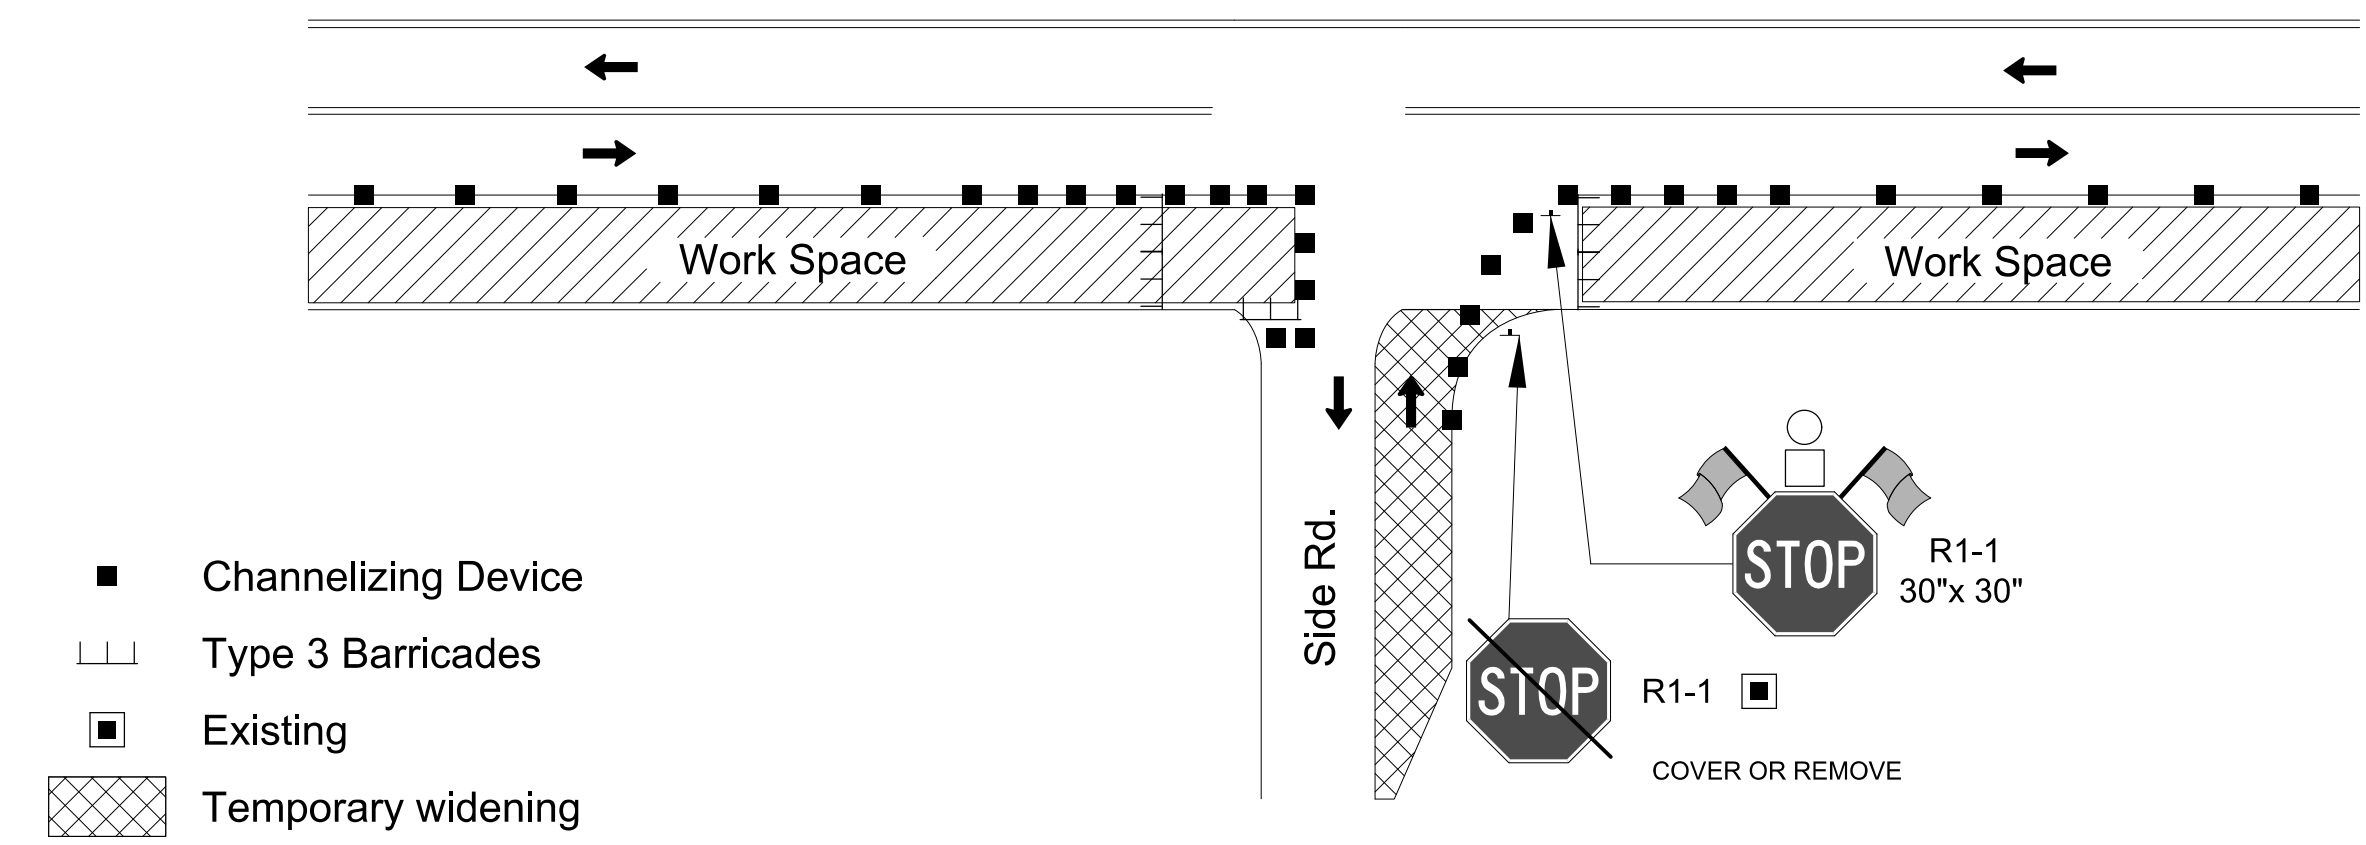 Work Space
Work Space
Side Rd.
STOP
R1-1
30"x 30"
STOP
R1-1
COVER OR REMOVE
Channelizing Device
Type 3 Barricades
Existing
Temporary widening